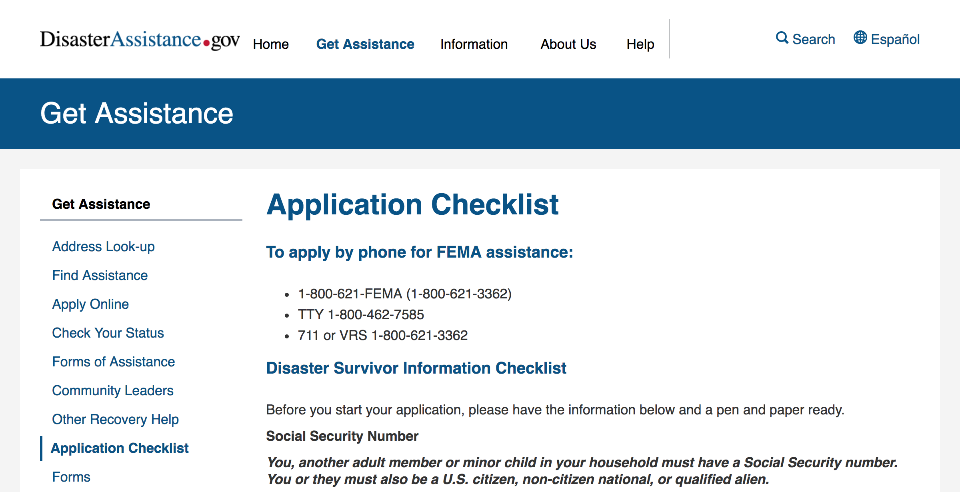 DisasterAssistance.gov Home Get Assistance Information About Us Help Search Español
Get Assistance
Get Assistance
Address Look-up
Find Assistance
Apply Online
Check Your Status
Forms of Assistance
Community Leaders
Other Recovery Help
Application Checklist
Forms
Application Checklist
To apply by phone for FEMA assistance:
• 1-800-621-FEMA (1-800-621-3362)
• TTY 1-800-462-7585
• 711 or VRS 1-800-621-3362
Disaster Survivor Information Checklist
Before you start your application, please have the information below and a pen and paper ready.
Social Security Number
You, another adult member or minor child in your household must have a Social Security number.
You or they must also be a U.S. citizen, non-citizen national, or qualified alien.